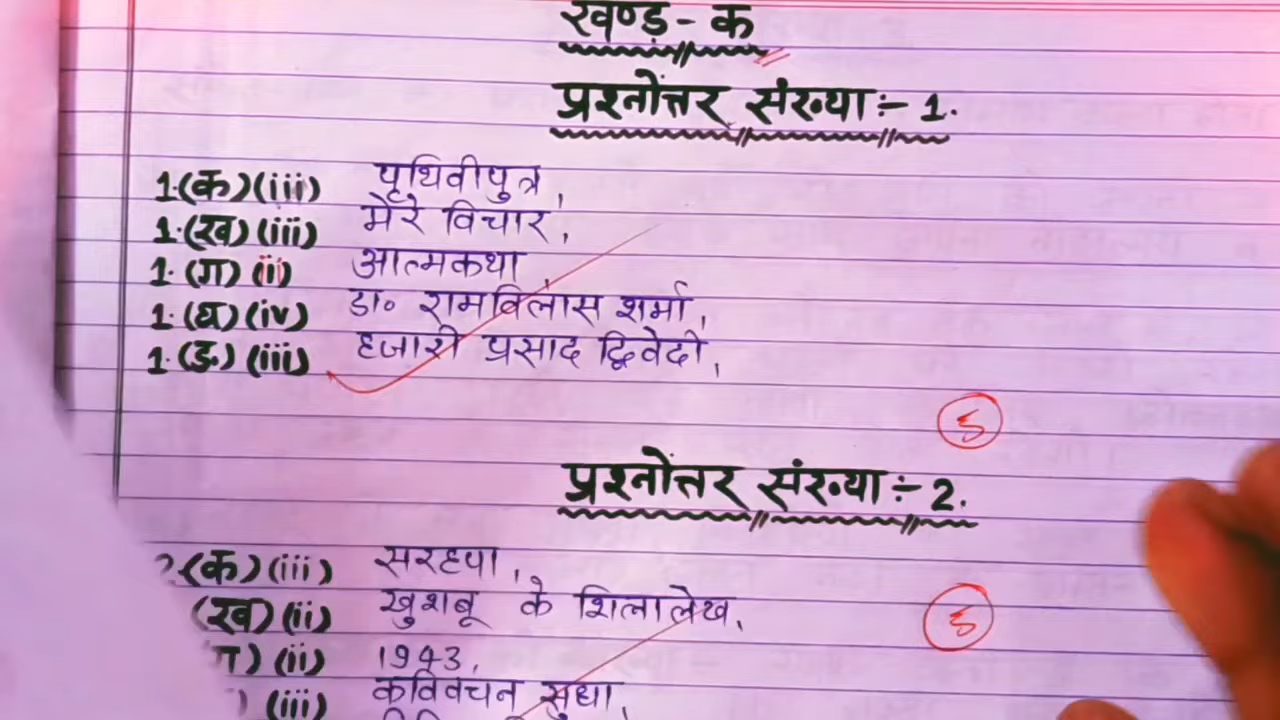 खण्ड़ - क
प्रश्नोंत्तर संख्या :- 1.
1.(क)(iii) पृथिवीपुत्र,
1.(ख)(iii) मेरे विचार,
1.(ग)(ii) आत्मकथा,
1.(घ)(iv) डा० रामविलास शर्मा,
1.(ङ)(iii) हजारी प्रसाद द्विवेदी,
5
प्रश्नोंत्तर संख्या :- 2.
2.(क)(iii) सरहपा,
(ख)(ii) खुशबू के शिलालेख,
5
ग)(ii) 1943,
)(iii) कविवचन सुधा,